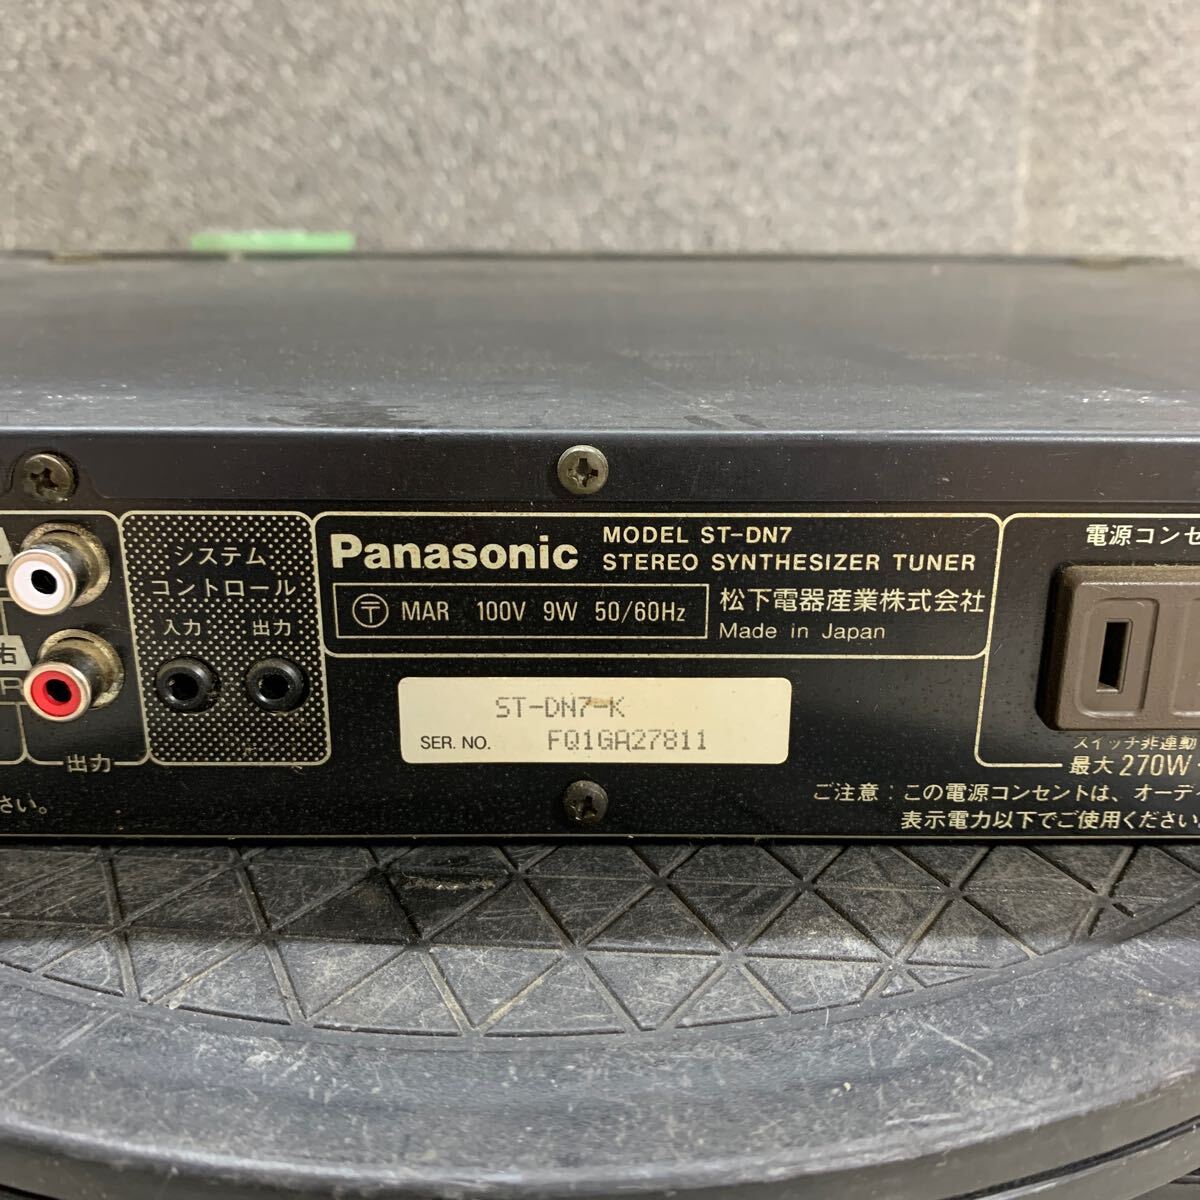 システム
コントロール
入力 出力
右
R
出力
さい。
Panasonic
MODEL ST-DN7
STEREO SYNTHESIZER TUNER
〒 MAR 100V 9W 50/60Hz
松下電器産業株式会社
Made in Japan
ST-DN7-K
SER. NO. FQ1GA27811
電源コンセ
スイッチ非連動
最大 270W
ご注意：この電源コンセントは、オーディ
表示電力以下でご使用ください。